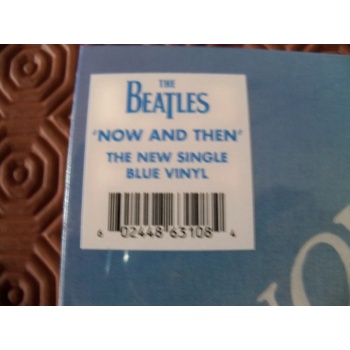 THE
BEATLES
"NOW AND THEN"
THE NEW SINGLE
BLUE VINYL
6 02448 63108 4